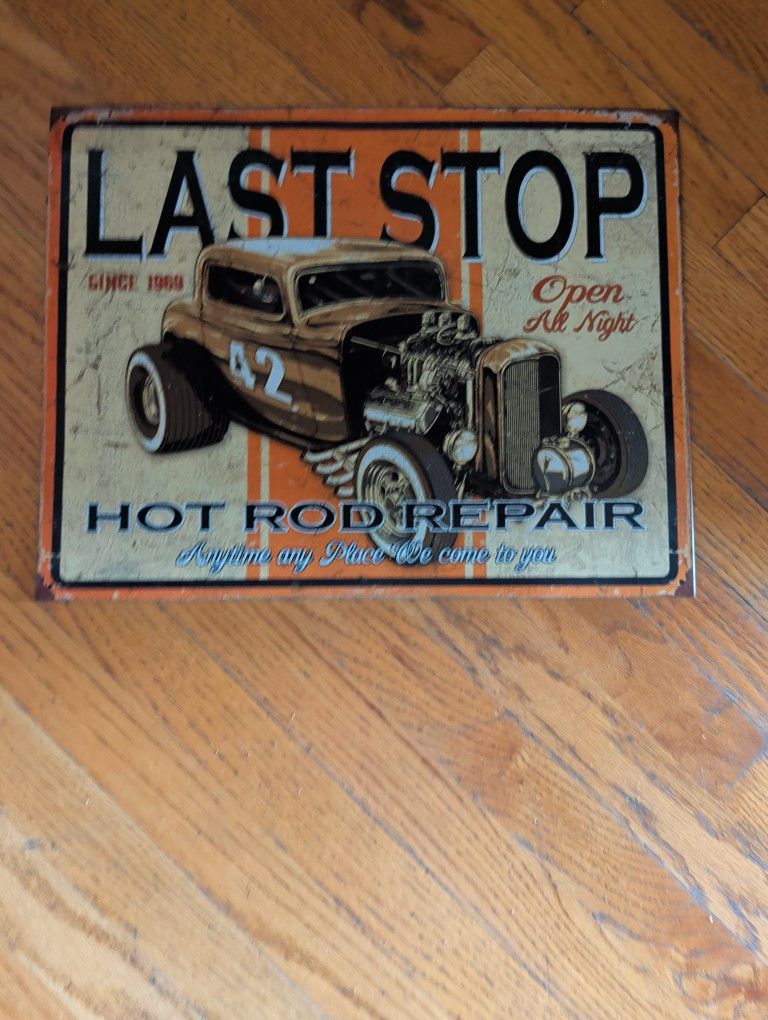 LAST STOP
SINCE 1969
Open
All Night
42
HOT ROD REPAIR
Anytime any Place We come to you